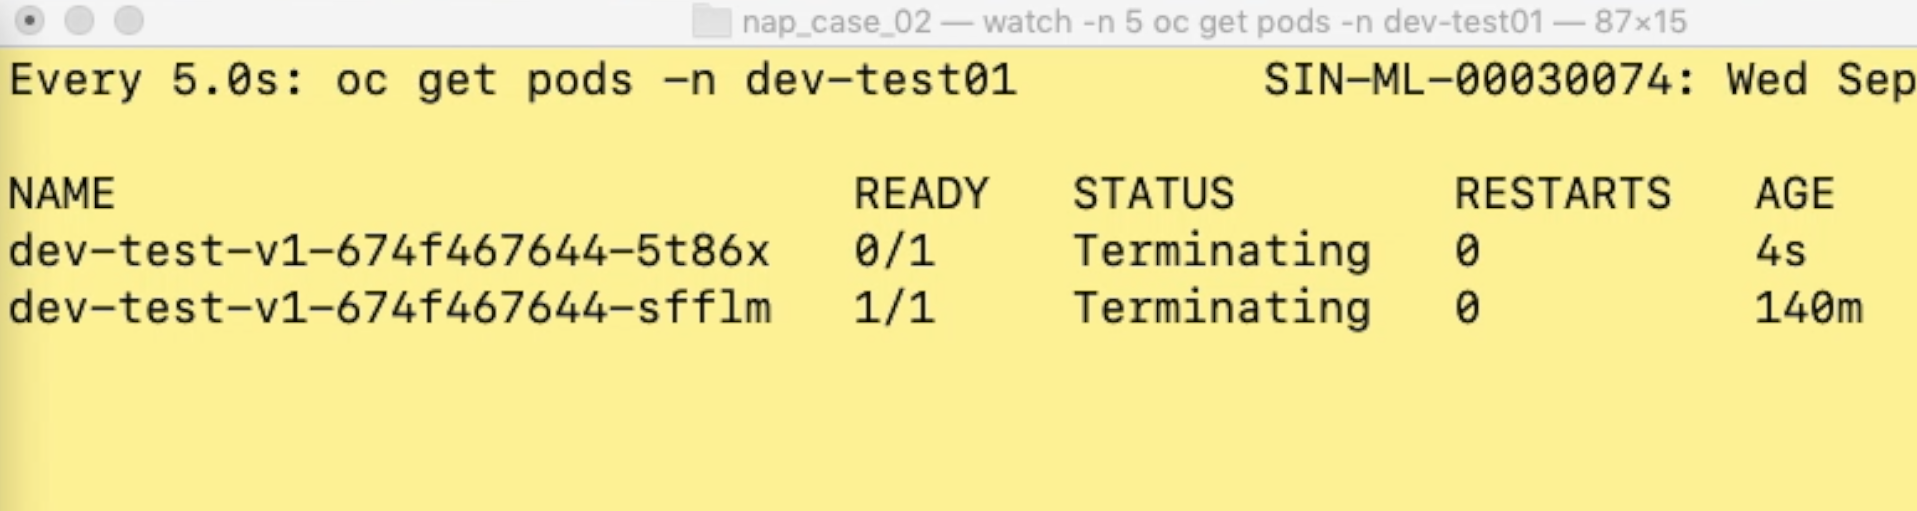 nap_case_02 — watch -n 5 oc get pods -n dev-test01 — 87×15
Every 5.0s: oc get pods -n dev-test01 SIN-ML-00030074: Wed Sep
NAME READY STATUS RESTARTS AGE
dev-test-v1-674f467644-5t86x 0/1 Terminating 0 4s
dev-test-v1-674f467644-sfflm 1/1 Terminating 0 140m